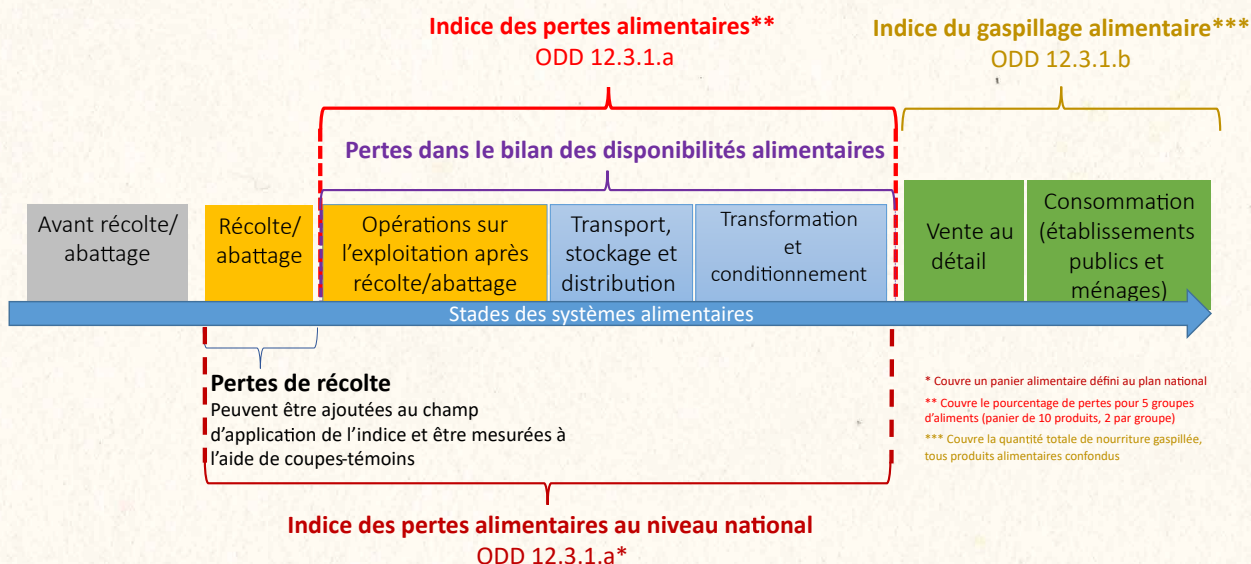 Indice des pertes alimentaires**
ODD 12.3.1.a
Indice du gaspillage alimentaire***
ODD 12.3.1.b
Pertes dans le bilan des disponibilités alimentaires
Avant récolte/
abattage
Récolte/
abattage
Opérations sur
l’exploitation après
récolte/abattage
Transport,
stockage et
distribution
Transformation
et
conditionnement
Vente au
détail
Consommation
(établissements
publics et
ménages)
Stades des systèmes alimentaires
Pertes de récolte
Peuvent être ajoutées au champ
d’application de l’indice et être mesurées à
l’aide de coupes-témoins
* Couvre un panier alimentaire défini au plan national
** Couvre le pourcentage de pertes pour 5 groupes
d’aliments (panier de 10 produits, 2 par groupe)
*** Couvre la quantité totale de nourriture gaspillée,
tous produits alimentaires confondus
Indice des pertes alimentaires au niveau national
ODD 12.3.1.a*